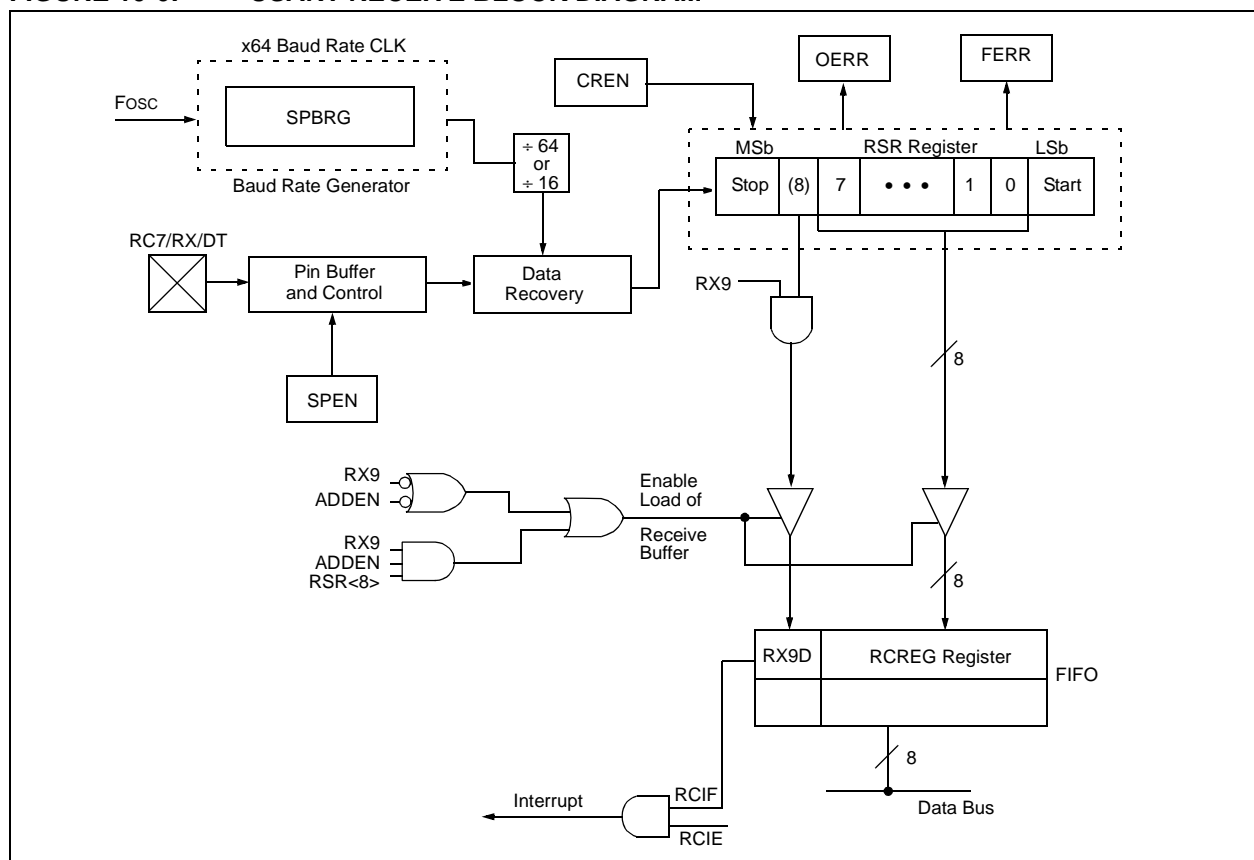 x64 Baud Rate CLK
FOSC
SPBRG
Baud Rate Generator
÷ 64
or
÷ 16
CREN
OERR
FERR
MSb
RSR Register
LSb
Stop
(8)
7
• • •
1
0
Start
RC7/RX/DT
Pin Buffer
and Control
Data
Recovery
SPEN
RX9
8
RX9
ADDEN
RX9
ADDEN
RSR<8>
Enable
Load of
Receive
Buffer
8
RX9D
RCREG Register
FIFO
8
Data Bus
Interrupt
RCIF
RCIE